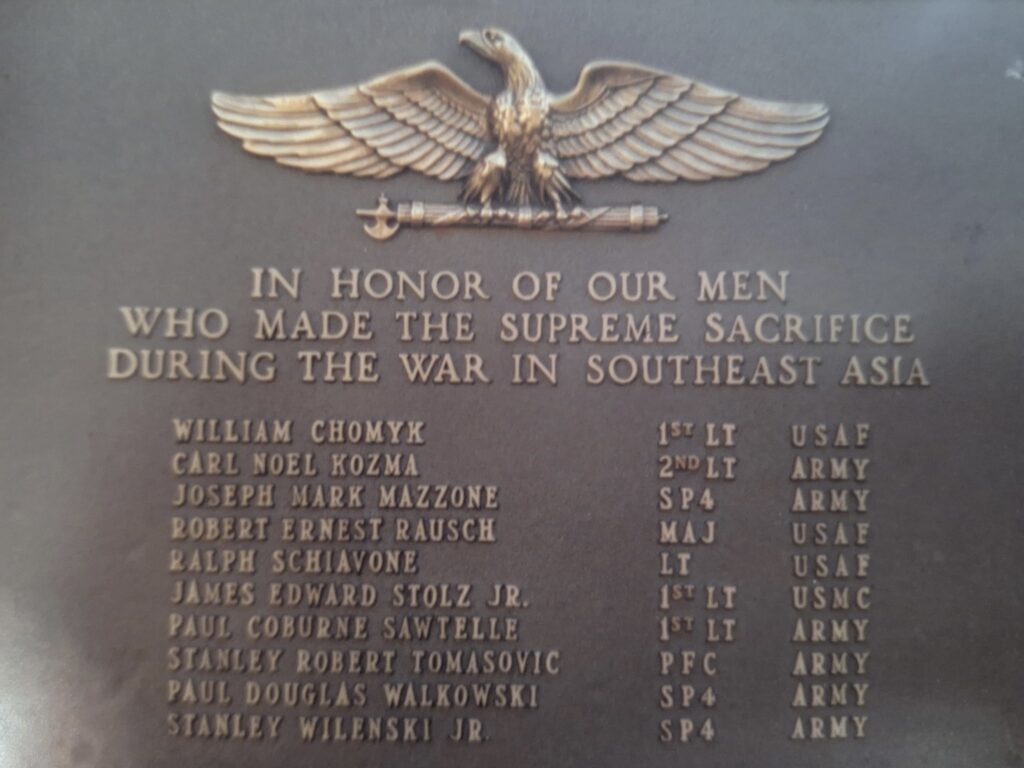 IN HONOR OF OUR MEN
WHO MADE THE SUPREME SACRIFICE
DURING THE WAR IN SOUTHEAST ASIA
WILLIAM CHOMYK 1ST LT USAF
CARL NOEL KOZMA 2ND LT ARMY
JOSEPH MARK MAZZONE SP4 ARMY
ROBERT ERNEST RAUSCH MAJ USAF
RALPH SCHIAVONE LT USAF
JAMES EDWARD STOLZ JR. 1ST LT USMC
PAUL COBURNE SAWTELLE 1ST LT ARMY
STANLEY ROBERT TOMASOVIC PFC ARMY
PAUL DOUGLAS WALKOWSKI SP4 ARMY
STANLEY WILENSKI JR. SP4 ARMY